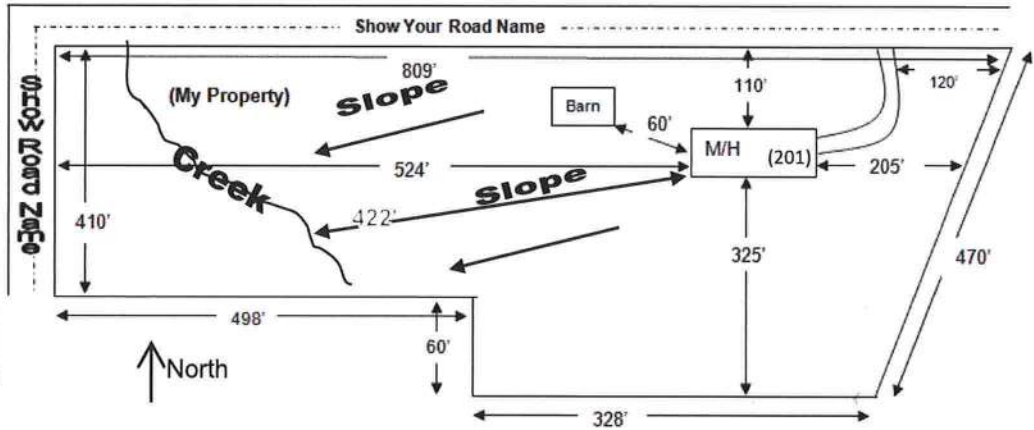 Show Your Road Name
Show Road Name
809'
(My Property)
Slope
110'
120'
Barn
60'
M/H
(201)
Creek
524'
Slope
205'
410'
422'
325'
470'
498'
60'
North
328'